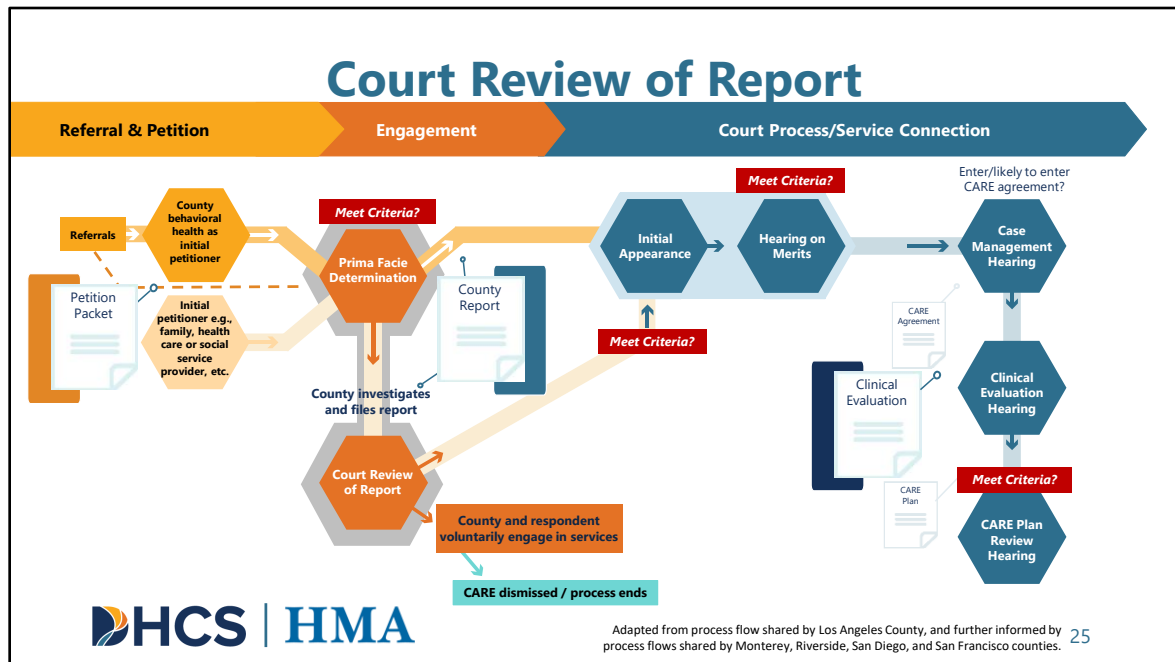 Court Review of Report
Referral & Petition
Engagement
Court Process/Service Connection
Referrals
County
behavioral
health as
initial
petitioner
Petition
Packet
Initial
petitioner e.g.,
family, health
care or social
service
provider, etc.
Meet Criteria?
Prima Facie
Determination
County
Report
County investigates
and files report
Court Review
of Report
County and respondent
voluntarily engage in services
CARE dismissed / process ends
Initial
Appearance
Meet Criteria?
Hearing on
Merits
Meet Criteria?
Enter/likely to enter
CARE agreement?
Case
Management
Hearing
CARE
Agreement
Clinical
Evaluation
Clinical
Evaluation
Hearing
CARE
Plan
Meet Criteria?
CARE Plan
Review
Hearing
DHCS
HMA
Adapted from process flow shared by Los Angeles County, and further informed by
process flows shared by Monterey, Riverside, San Diego, and San Francisco counties.
25